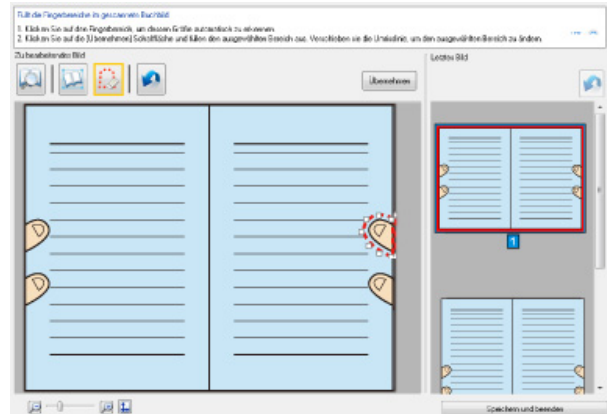 Füllt die Fingerbereiche im gescannten Buchbild
1. Klicken Sie auf den Fingerbereich, um dessen Größe automatisch zu erkennen.
2. Klicken Sie auf die [Übernehmen] Schaltfläche und füllen den ausgewählten Bereich aus. Verschieben sie die Umrisslinie, um den ausgewählten Bereich zu ändern.
Zu bearbeitendes Bild
Letztes Bild
Übernehmen
1
Speichern und beenden